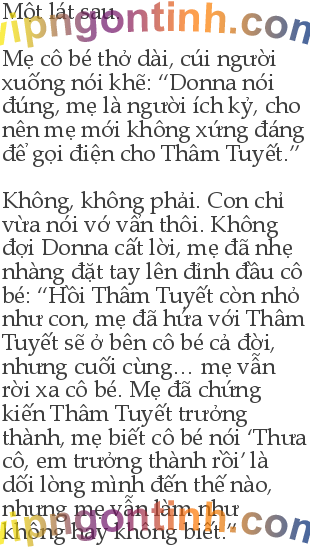 Một lát sau.
vipngontinh.com
Mẹ cô bé thở dài, cúi người
xuống nói khẽ: “Donna nói
đúng, mẹ là người ích kỷ, cho
nên mẹ mới không xứng đáng
để gọi điện cho Thâm Tuyết.”
Không, không phải. Con chỉ
vừa nói vớ vẩn thôi. Không
đợi Donna cất lời, mẹ đã nhẹ
nhàng đặt tay lên đỉnh đầu cô
bé: “Hồi Thâm Tuyết còn nhỏ
như con, mẹ đã hứa với Thâm
Tuyết sẽ ở bên cô bé cả đời,
nhưng cuối cùng… mẹ vẫn
rời xa cô bé. Mẹ đã chứng
kiến Thâm Tuyết trưởng
thành, mẹ biết cô bé nói ‘Thưa
cô, em trưởng thành rồi’ là
dối lòng mình đến thế nào,
nhưng mẹ vẫn làm như
không hay không biết.”
vipngontinh.com